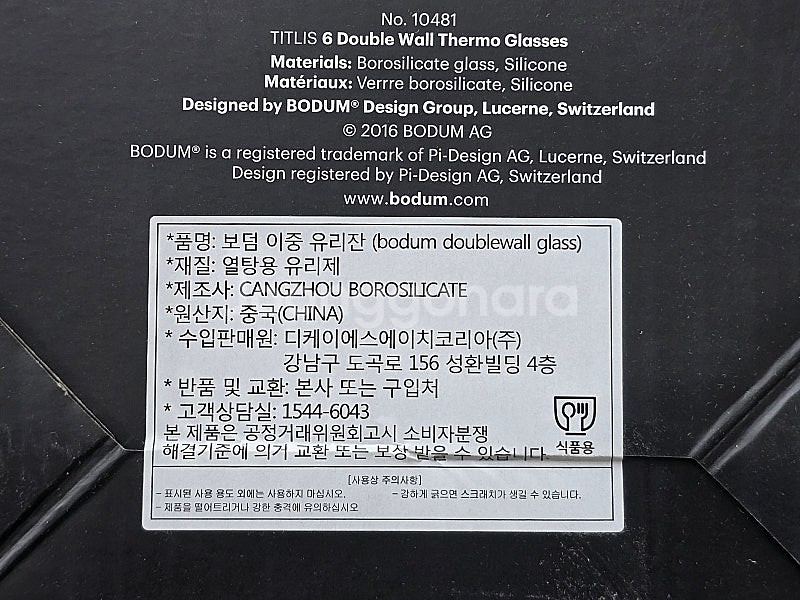 No. 10481
TITLIS 6 Double Wall Thermo Glasses
Materials: Borosilicate glass, Silicone
Matériaux: Verrre borosilicate, Silicone
Designed by BODUM® Design Group, Lucerne, Switzerland
© 2016 BODUM AG
BODUM® is a registered trademark of Pi-Design AG, Lucerne, Switzerland
Design registered by Pi-Design AG, Switzerland
www.bodum.com
*품명: 보덤 이중 유리잔 (bodum doublewall glass)
*재질: 열탕용 유리제
*제조사: CANGZHOU BOROSILICATE
*원산지: 중국(CHINA)
* 수입판매원: 디케이에스에이치코리아(주)
강남구 도곡로 156 성환빌딩 4층
* 반품 및 교환: 본사 또는 구입처
* 고객상담실: 1544-6043
본 제품은 공정거래위원회고시 소비자분쟁
해결기준에 의거 교환 또는 보상 받을 수 있습니다.
식품용
[사용상 주의사항]
- 표시된 사용 용도 외에는 사용하지 마십시오. - 강하게 긁으면 스크래치가 생길 수 있습니다.
- 제품을 떨어트리거나 강한 충격에 유의하십시오